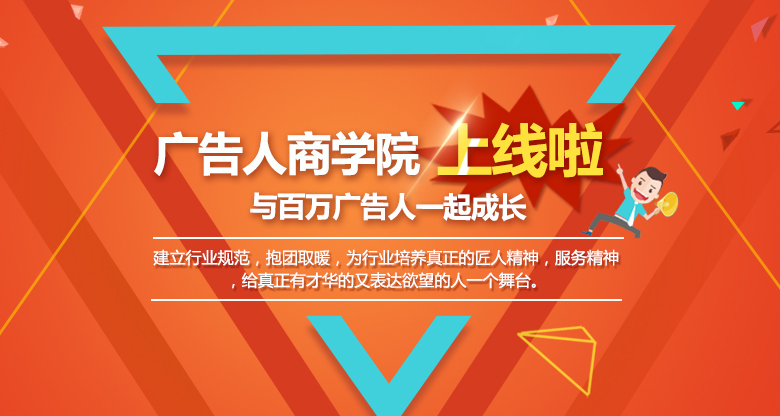 广告人商学院 上线啦
与百万广告人一起成长
建立行业规范，抱团取暖，为行业培养真正的匠人精神，服务精神
，给真正有才华的又表达欲望的人一个舞台。